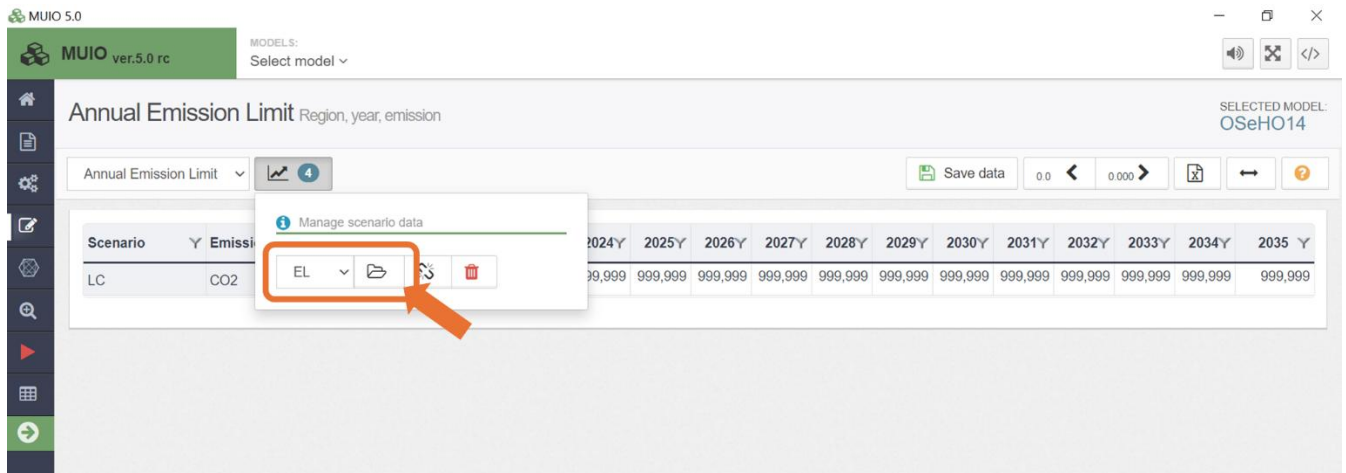 MUIO 5.0
MUIO ver.5.0 rc
MODELS:
Select model
Annual Emission Limit Region, year, emission
SELECTED MODEL:
OSeHO14
Annual Emission Limit
4
Save data
0.0
0.000
Manage scenario data
EL
Scenario Emissi 2024 2025 2026 2027 2028 2029 2030 2031 2032 2033 2034 2035
LC CO2 99,999 999,999 999,999 999,999 999,999 999,999 999,999 999,999 999,999 999,999 999,999 999,999